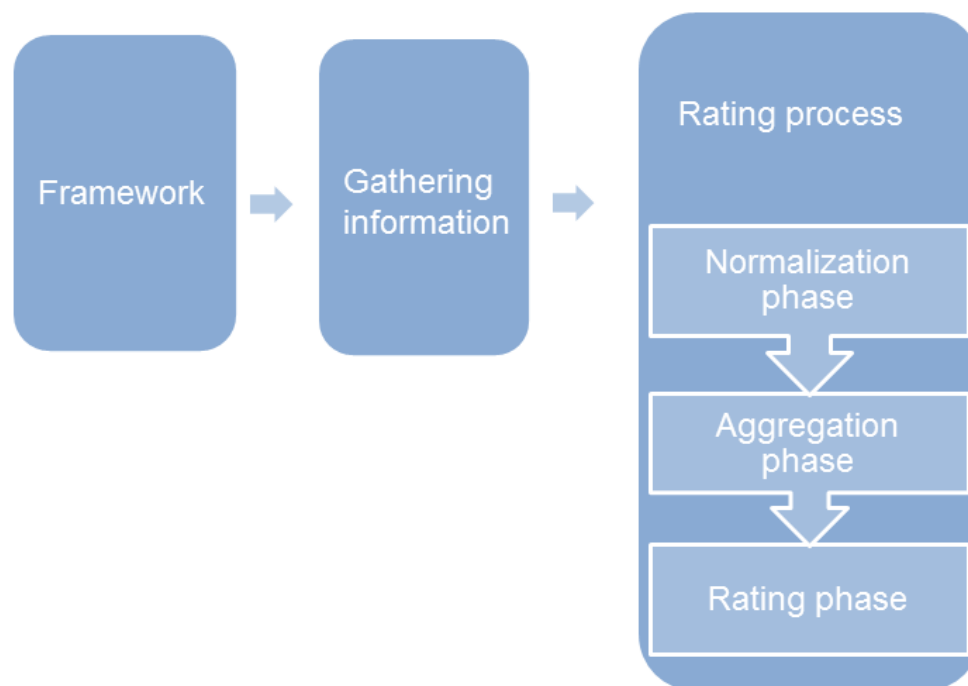 Framework
Gathering
information
Rating process
Normalization
phase
Aggregation
phase
Rating phase